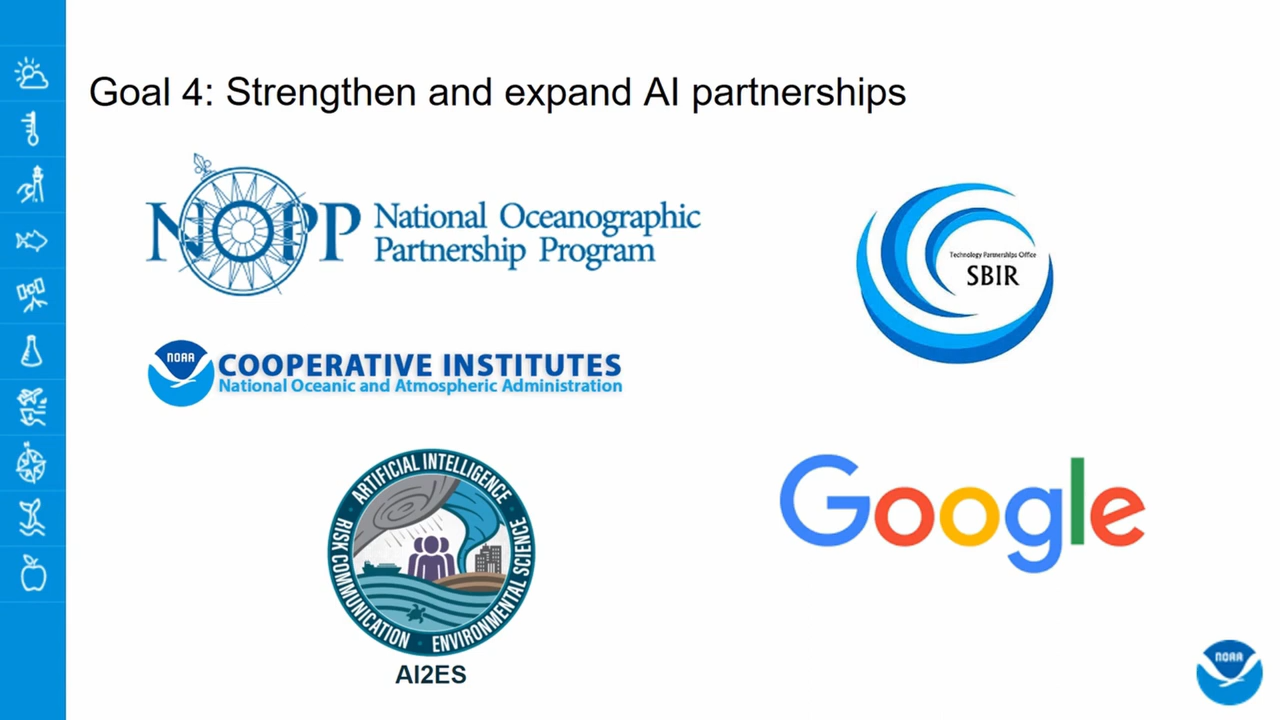 Goal 4: Strengthen and expand AI partnerships
NOPP National Oceanographic
Partnership Program
Technology Partnerships Office
SBIR
NOAA
COOPERATIVE INSTITUTES
National Oceanic and Atmospheric Administration
ARTIFICIAL INTELLIGENCE
RISK COMMUNICATION
ENVIRONMENTAL SCIENCE
AI2ES
Google
NOAA